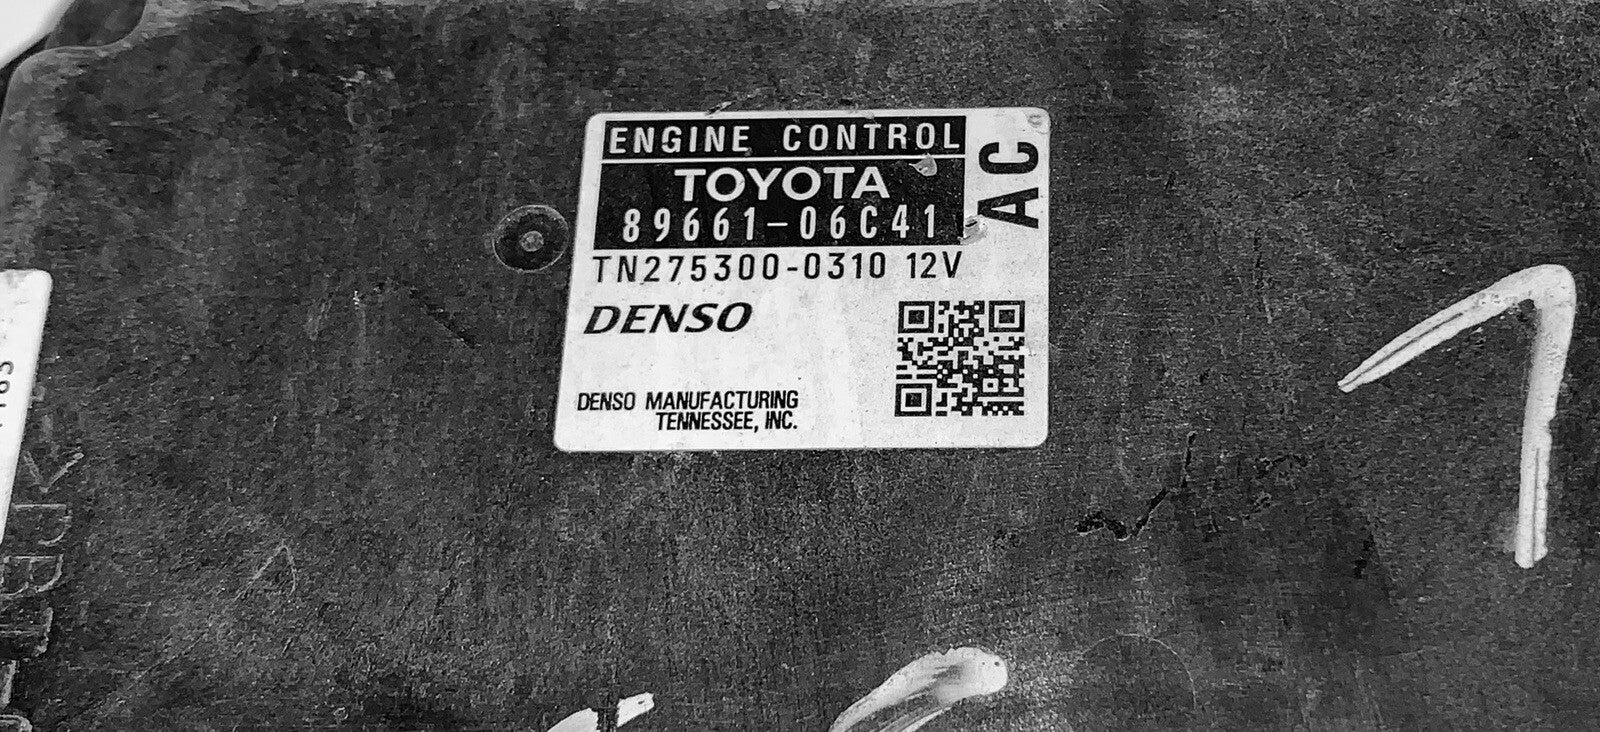 ENGINE CONTROL
TOYOTA
89661-06C41
AC
TN275300-0310 12V
DENSO
DENSO MANUFACTURING
TENNESSEE, INC.